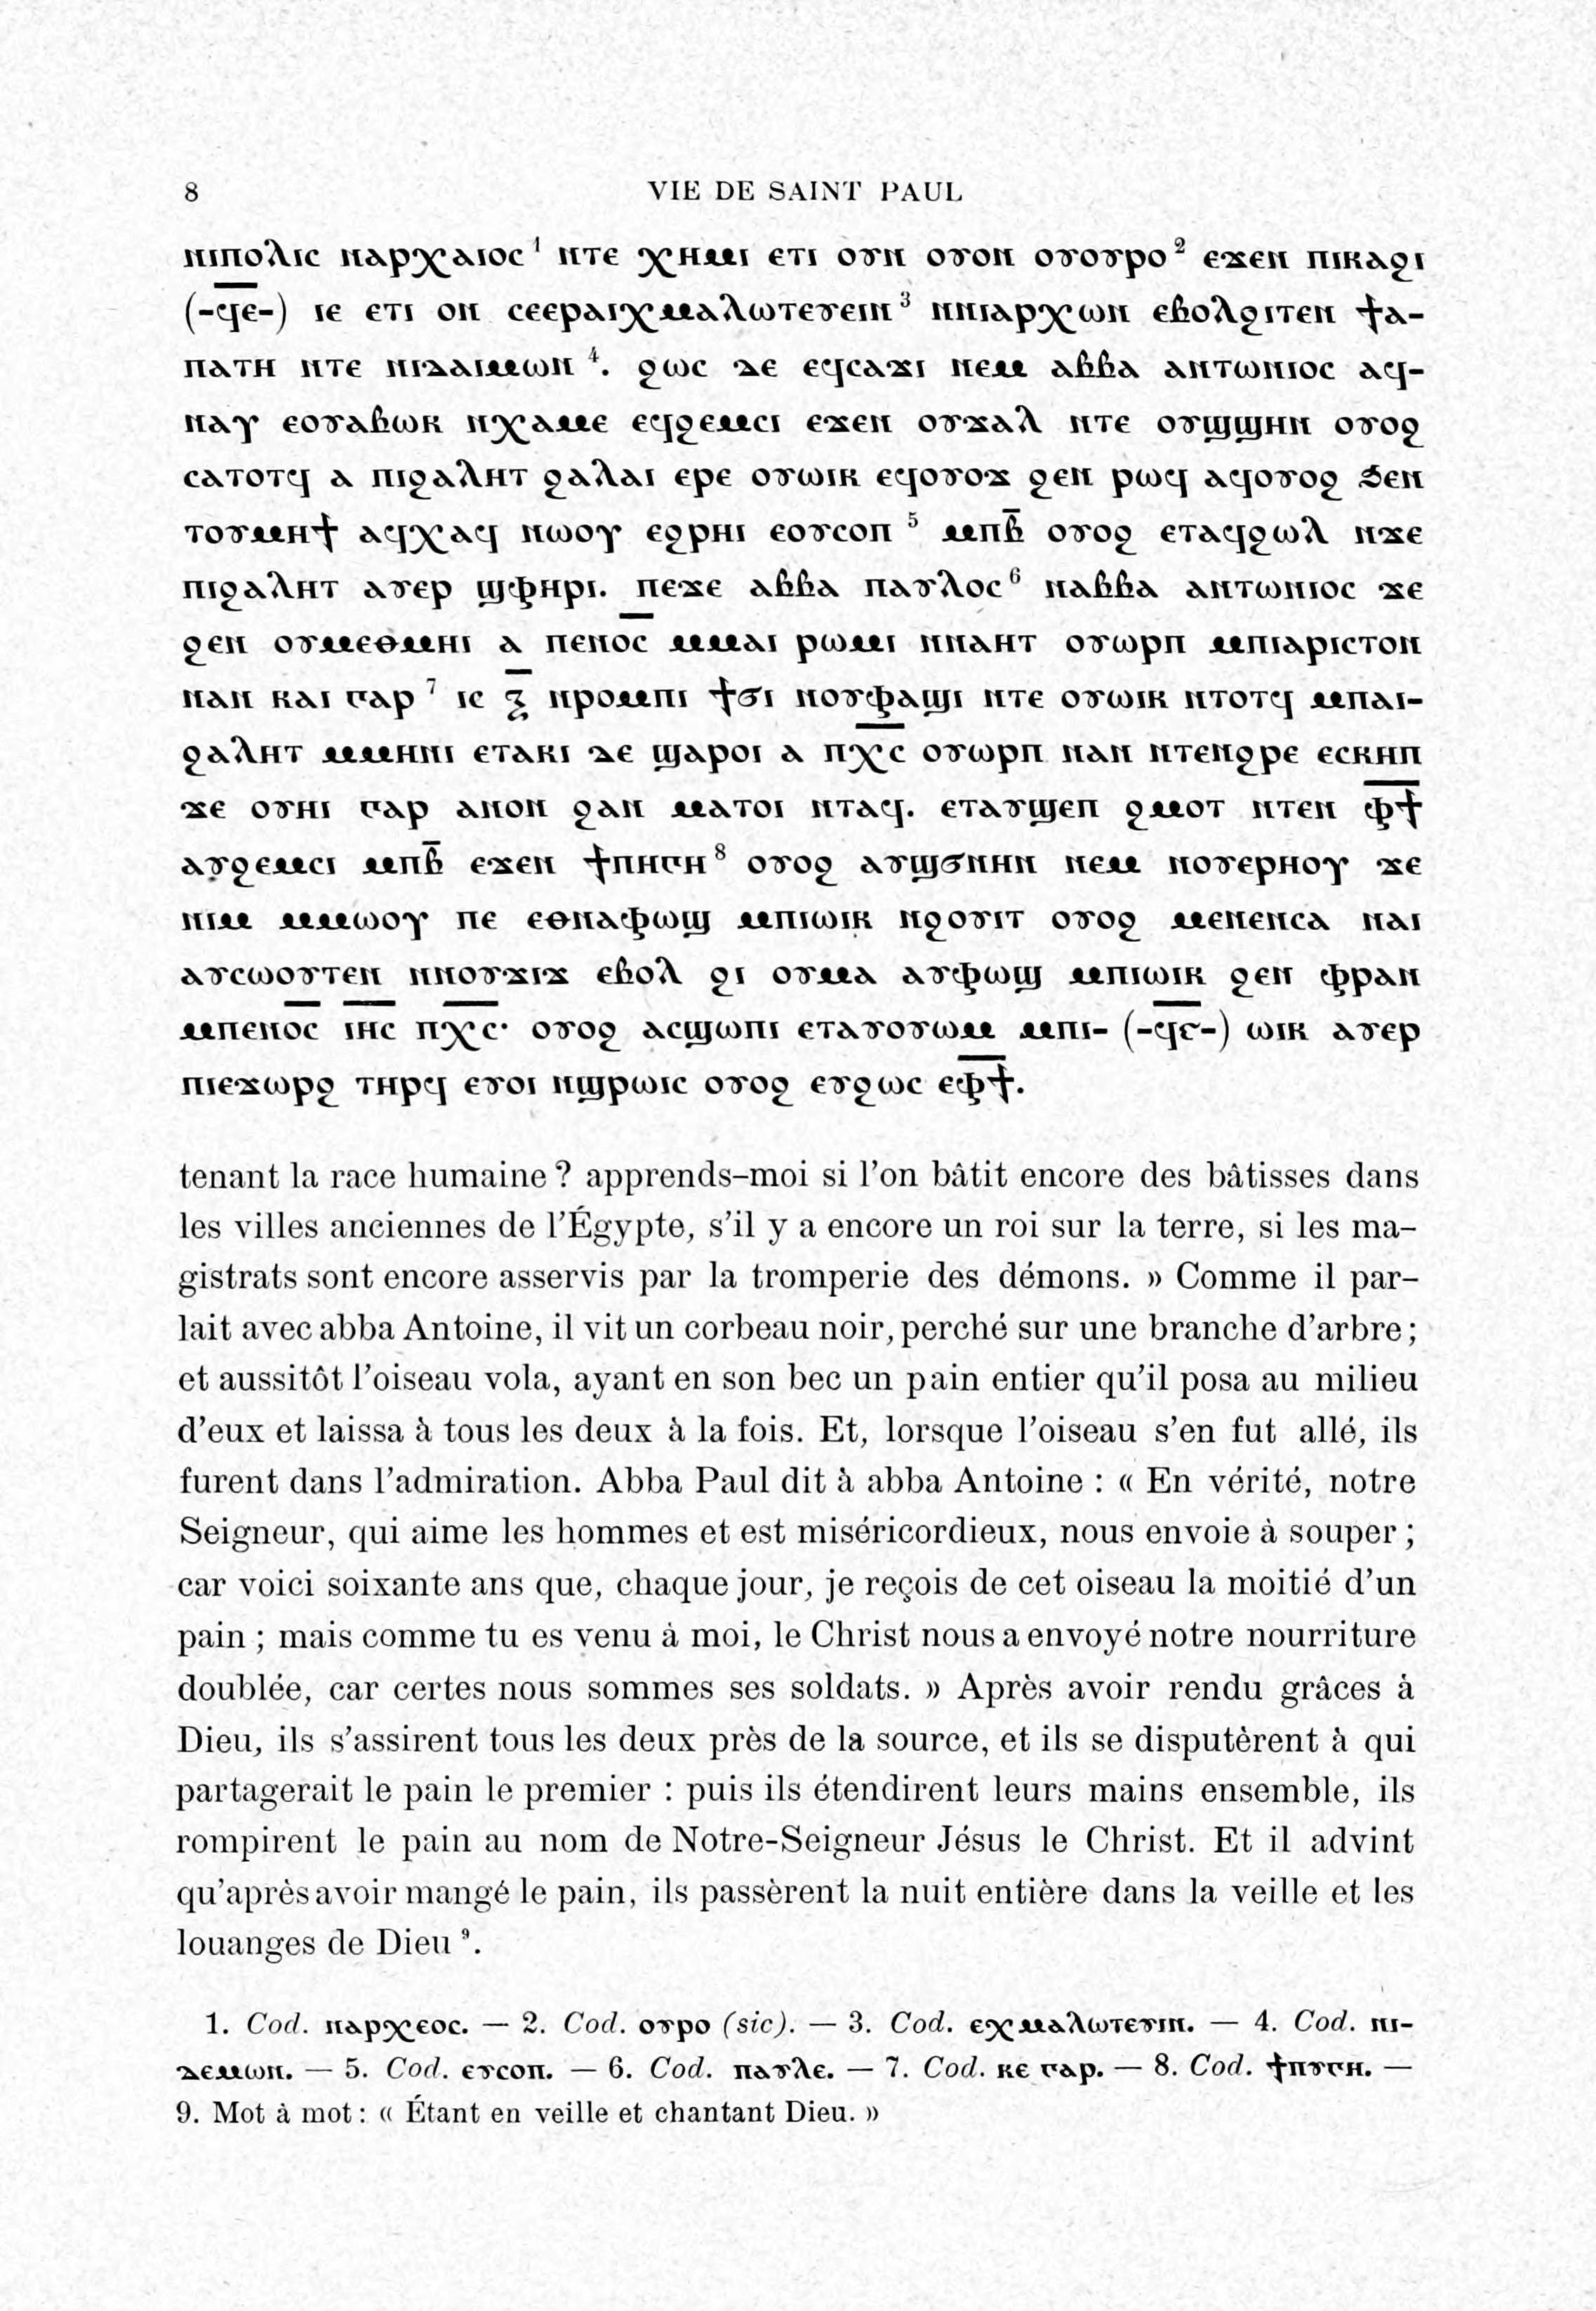 8 VIE DE SAINT PAUL
ⲛⲓⲡⲟⲗⲓⲥ ⲛⲁⲣⲭⲁⲓⲟⲥ¹ ⲛⲧⲉ ⲭⲏⲙⲓ ⲉⲧⲓ ⲟⲩⲛ ⲟⲩⲟⲛ ⲟⲩⲟⲩⲣⲟ² ⲉϫⲉⲛ ⲡⲓⲕⲁϩⲓ
(-ϥ̅ⲉ̅-) ⲓⲉ ⲉⲧⲓ ⲟⲛ ⲥⲉⲉⲣⲁⲓⲭⲙⲁⲗⲱⲧⲉⲩⲉⲓⲛ³ ⲛⲛⲓⲁⲣⲭⲱⲛ ⲉⲃⲟⲗϩⲓⲧⲉⲛ ϯⲁ-
ⲡⲁⲧⲏ ⲛⲧⲉ ⲛⲓⲇⲁⲓⲙⲱⲛ⁴. ϩⲱⲥ ⲇⲉ ⲉϥⲥⲁϫⲓ ⲛⲉⲙ ⲁⲃⲃⲁ ⲁⲛⲧⲱⲛⲓⲟⲥ ⲁϥ-
ⲛⲁⲩ ⲉⲟⲩⲁⲃⲱⲕ ⲛⲭⲁⲙⲉ ⲉϥϩⲉⲙⲥⲓ ⲉϫⲉⲛ ⲟⲩϫⲁⲗ ⲛⲧⲉ ⲟⲩϣϣⲏⲛ ⲟⲩⲟϩ
ⲥⲁⲧⲟⲧϥ ⲁ ⲡⲓϩⲁⲗⲏⲧ ϩⲁⲗⲁⲓ ⲉⲣⲉ ⲟⲩⲱⲓⲕ ⲉϥⲟⲩⲟϫ ϩⲉⲛ ⲣⲱϥ ⲁϥⲟⲩⲟϩ ϧⲉⲛ
ⲧⲟⲩⲙⲏϯ ⲁϥⲭⲁϥ ⲛⲱⲟⲩ ⲉϩⲣⲏⲓ ⲉⲟⲩⲥⲟⲡ⁵ ⲙⲡⲃ̅ ⲟⲩⲟϩ ⲉⲧⲁϥϩⲱⲗ ⲛϫⲉ
ⲡⲓϩⲁⲗⲏⲧ ⲁⲩⲉⲣ ϣⲫⲏⲣⲓ. ⲡⲉϫⲉ ⲁⲃⲃⲁ ⲡⲁⲩⲗⲟⲥ⁶ ⲛⲁⲃⲃⲁ ⲁⲛⲧⲱⲛⲓⲟⲥ ϫⲉ
ϩⲉⲛ ⲟⲩⲙⲉⲑⲙⲏⲓ ⲁ ⲡⲉⲛⲟ̅ⲥ̅ ⲙⲙⲁⲓ ⲣⲱⲙⲓ ⲛⲛⲁⲏⲧ ⲟⲩⲱⲣⲡ ⲙⲡⲓⲁⲣⲓⲥⲧⲟⲛ
ⲛⲁⲛ ⲕⲁⲓ ⲅⲁⲣ⁷ ⲓⲥ ⲝ̅ ⲛⲣⲟⲙⲡⲓ ϯϭⲓ ⲛⲟⲩⲫⲁϣⲓ ⲛⲧⲉ ⲟⲩⲱⲓⲕ ⲛⲧⲟⲧϥ ⲙⲡⲁⲓ-
ϩⲁⲗⲏⲧ ⲙⲙⲏⲛⲓ ⲉⲧⲁⲕⲓ ⲇⲉ ϣⲁⲣⲟⲓ ⲁ ⲡⲭ̅ⲥ̅ ⲟⲩⲱⲣⲡ ⲛⲁⲛ ⲛⲧⲉⲛϩⲣⲉ ⲉⲥⲕⲏⲡ
ϫⲉ ⲟⲩⲏⲓ ⲅⲁⲣ ⲁⲛⲟⲛ ϩⲁⲛ ⲙⲁⲧⲟⲓ ⲛⲧⲁϥ. ⲉⲧⲁⲩϣⲉⲡ ϩⲙⲟⲧ ⲛⲧⲉⲛ ⲫ̅ϯ̅
ⲁⲩϩⲉⲙⲥⲓ ⲙⲡⲃ̅ ⲉϫⲉⲛ ϯⲡⲏⲅⲏ⁸ ⲟⲩⲟϩ ⲁⲩϣϭⲛⲏⲛ ⲛⲉⲙ ⲛⲟⲩⲉⲣⲏⲟⲩ ϫⲉ
ⲛⲓⲙ ⲙⲙⲱⲟⲩ ⲡⲉ ⲉⲑⲛⲁⲫⲱϣ ⲙⲡⲓⲱⲓⲕ ⲛϩⲟⲩⲓⲧ ⲟⲩⲟϩ ⲙⲉⲛⲉⲛⲥⲁ ⲛⲁⲓ
ⲁⲩⲥⲱⲟⲩⲧⲉⲛ ⲛⲛⲟⲩϫⲓϫ ⲉⲃⲟⲗ ϩⲓ ⲟⲩⲙⲁ ⲁⲩⲫⲱϣ ⲙⲡⲓⲱⲓⲕ ϩⲉⲛ ⲫⲣⲁⲛ
ⲙⲡⲉⲛⲟ̅ⲥ̅ ⲓ̅ⲏ̅ⲥ̅ ⲡⲭ̅ⲥ̅· ⲟⲩⲟϩ ⲁⲥϣⲱⲡⲓ ⲉⲧⲁⲩⲟⲩⲱⲙ ⲙⲡⲓ- (-ϥ̅ⲋ̅-) ⲱⲓⲕ ⲁⲩⲉⲣ
ⲡⲓⲉϫⲱⲣϩ ⲧⲏⲣϥ ⲉⲩⲟⲓ ⲛϣⲣⲱⲓⲥ ⲟⲩⲟϩ ⲉⲩϩⲱⲥ ⲉⲫ̅ϯ̅.
tenant la race humaine ? apprends-moi si l'on bâtit encore des bâtisses dans
les villes anciennes de l'Égypte, s'il y a encore un roi sur la terre, si les ma-
gistrats sont encore asservis par la tromperie des démons. » Comme il par-
lait avec abba Antoine, il vit un corbeau noir, perché sur une branche d'arbre ;
et aussitôt l'oiseau vola, ayant en son bec un pain entier qu'il posa au milieu
d'eux et laissa à tous les deux à la fois. Et, lorsque l'oiseau s'en fut allé, ils
furent dans l'admiration. Abba Paul dit à abba Antoine : « En vérité, notre
Seigneur, qui aime les hommes et est miséricordieux, nous envoie à souper ;
car voici soixante ans que, chaque jour, je reçois de cet oiseau la moitié d'un
pain ; mais comme tu es venu à moi, le Christ nous a envoyé notre nourriture
doublée, car certes nous sommes ses soldats. » Après avoir rendu grâces à
Dieu, ils s'assirent tous les deux près de la source, et ils se disputèrent à qui
partagerait le pain le premier : puis ils étendirent leurs mains ensemble, ils
rompirent le pain au nom de Notre-Seigneur Jésus le Christ. Et il advint
qu'après avoir mangé le pain, ils passèrent la nuit entière dans la veille et les
louanges de Dieu ⁹.
1. Cod. ⲛⲁⲣⲭⲉⲟⲥ. — 2. Cod. ⲟⲩⲣⲟ (sic). — 3. Cod. ⲉⲭⲙⲁⲗⲱⲧⲉⲩⲓⲛ. — 4. Cod. ⲛⲓ-
ⲇⲉⲙⲱⲛ. — 5. Cod. ⲉⲩⲥⲟⲡ. — 6. Cod. ⲡⲁⲩⲗⲉ. — 7. Cod. ⲕⲉ ⲅⲁⲣ. — 8. Cod. ϯⲡⲩⲅⲏ. —
9. Mot à mot : « Étant en veille et chantant Dieu. »